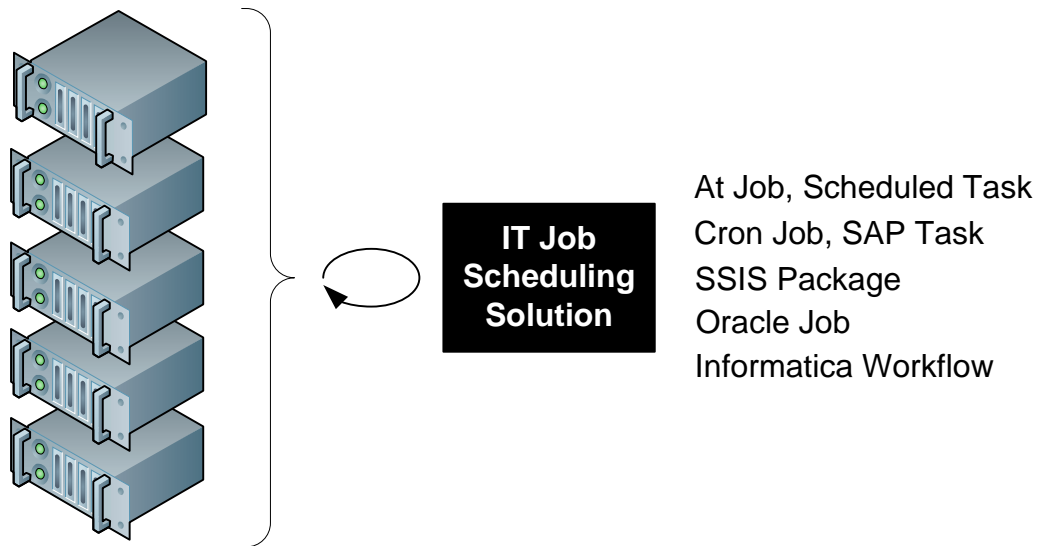 IT Job
Scheduling
Solution
At Job, Scheduled Task
Cron Job, SAP Task
SSIS Package
Oracle Job
Informatica Workflow